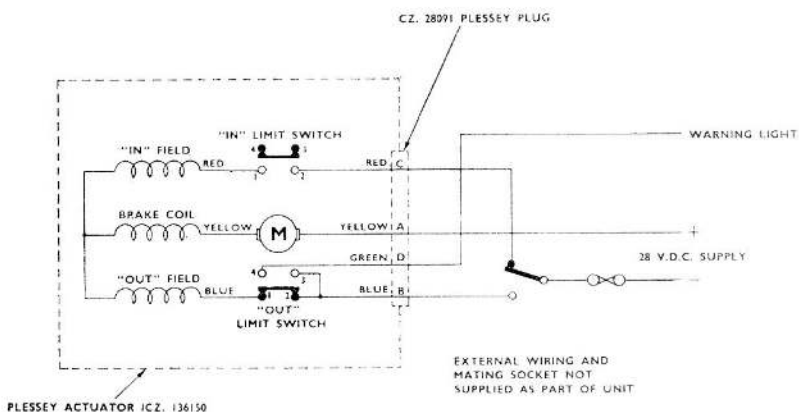 CZ. 28091 PLESSEY PLUG
"IN" LIMIT SWITCH
WARNING LIGHT
"IN" FIELD
4
3
RED
1
2
RED
C
BRAKE COIL
YELLOW
M
YELLOW
A
+
GREEN
D
28 V.D.C. SUPPLY
4
3
"OUT" FIELD
BLUE
1
2
BLUE
B
"OUT"
LIMIT SWITCH
EXTERNAL WIRING AND
MATING SOCKET NOT
SUPPLIED AS PART OF UNIT
PLESSEY ACTUATOR (CZ. 136150